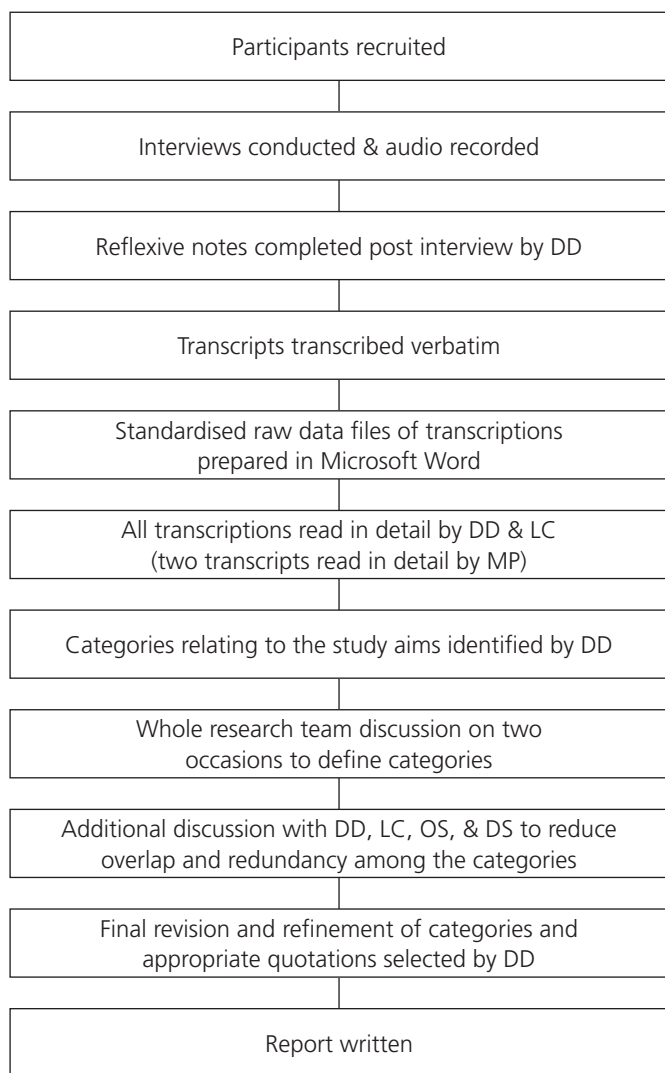 Participants recruited
Interviews conducted & audio recorded
Reflexive notes completed post interview by DD
Transcripts transcribed verbatim
Standardised raw data files of transcriptions
prepared in Microsoft Word
All transcriptions read in detail by DD & LC
(two transcripts read in detail by MP)
Categories relating to the study aims identified by DD
Whole research team discussion on two
occasions to define categories
Additional discussion with DD, LC, OS, & DS to reduce
overlap and redundancy among the categories
Final revision and refinement of categories and
appropriate quotations selected by DD
Report written